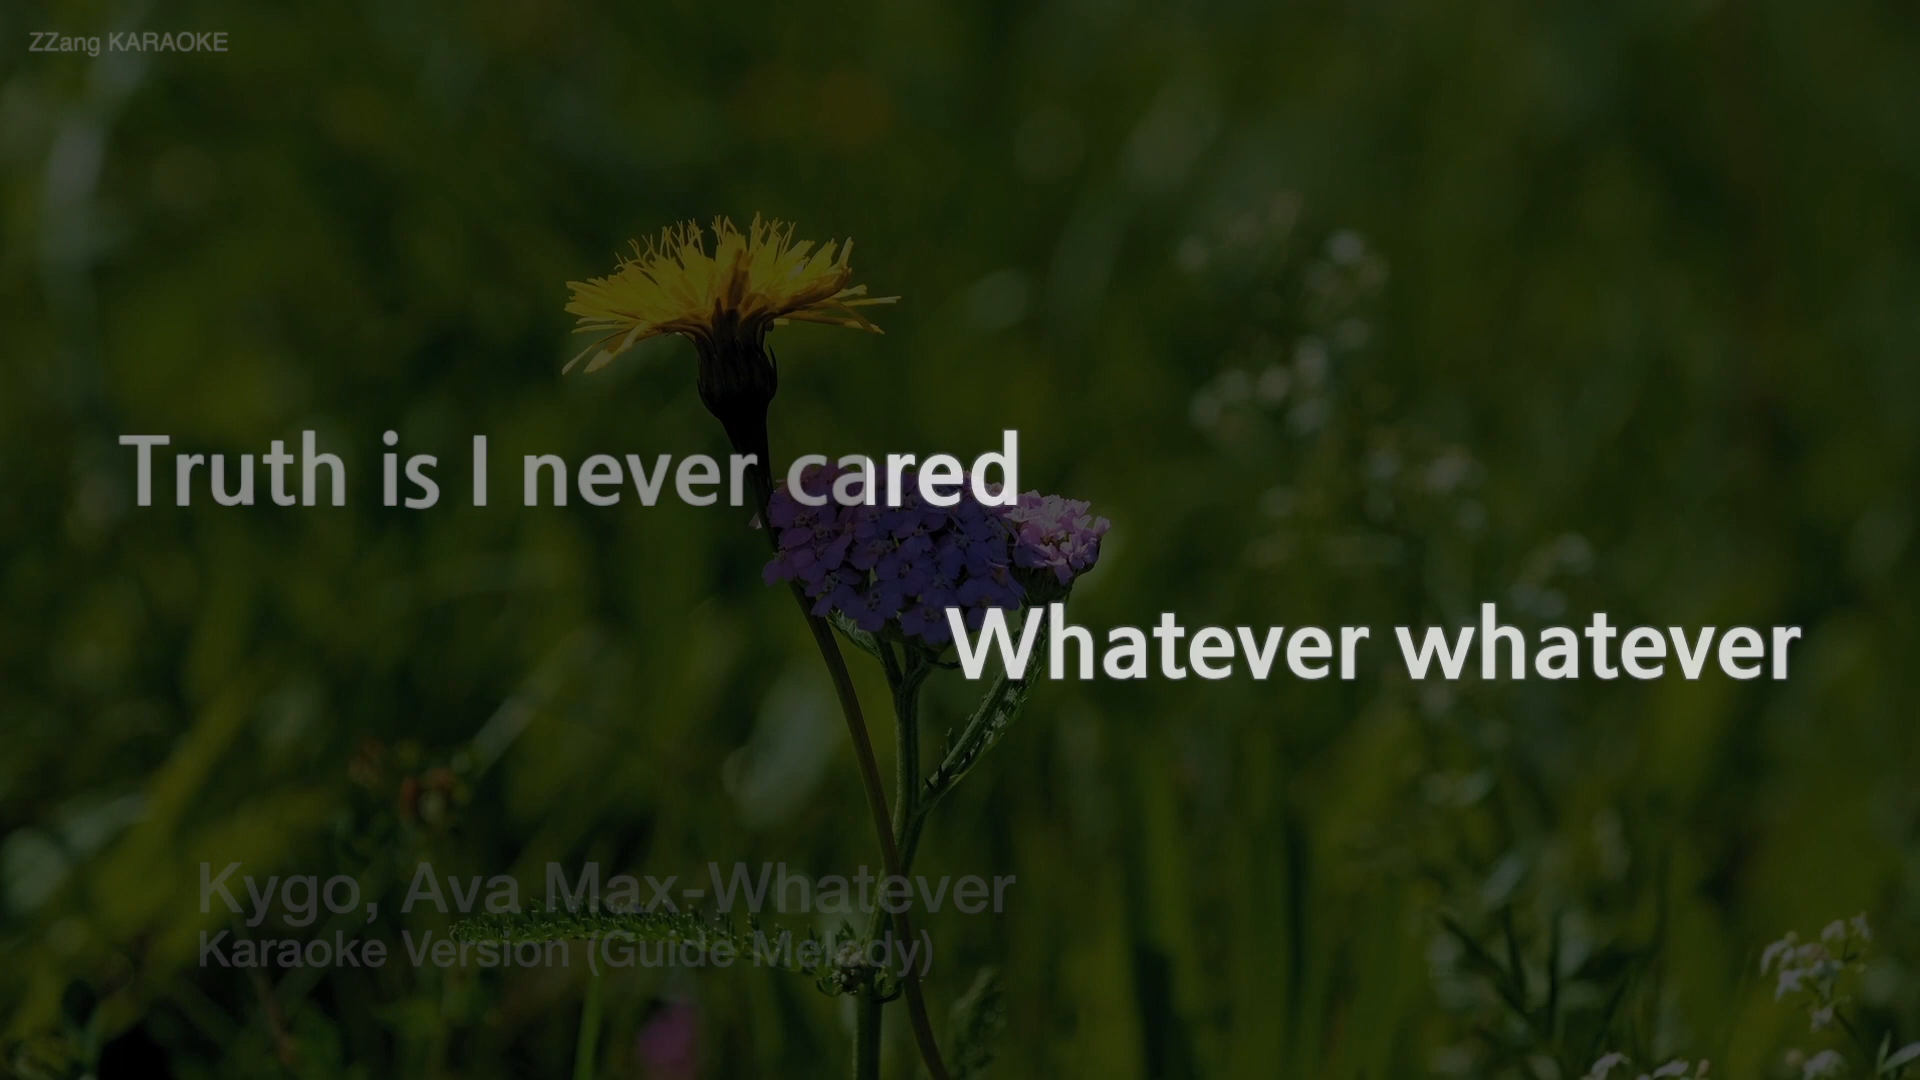 ZZang KARAOKE
Truth is I never cared
Whatever whatever
Kygo, Ava Max-Whatever
Karaoke Version (Guide Melody)